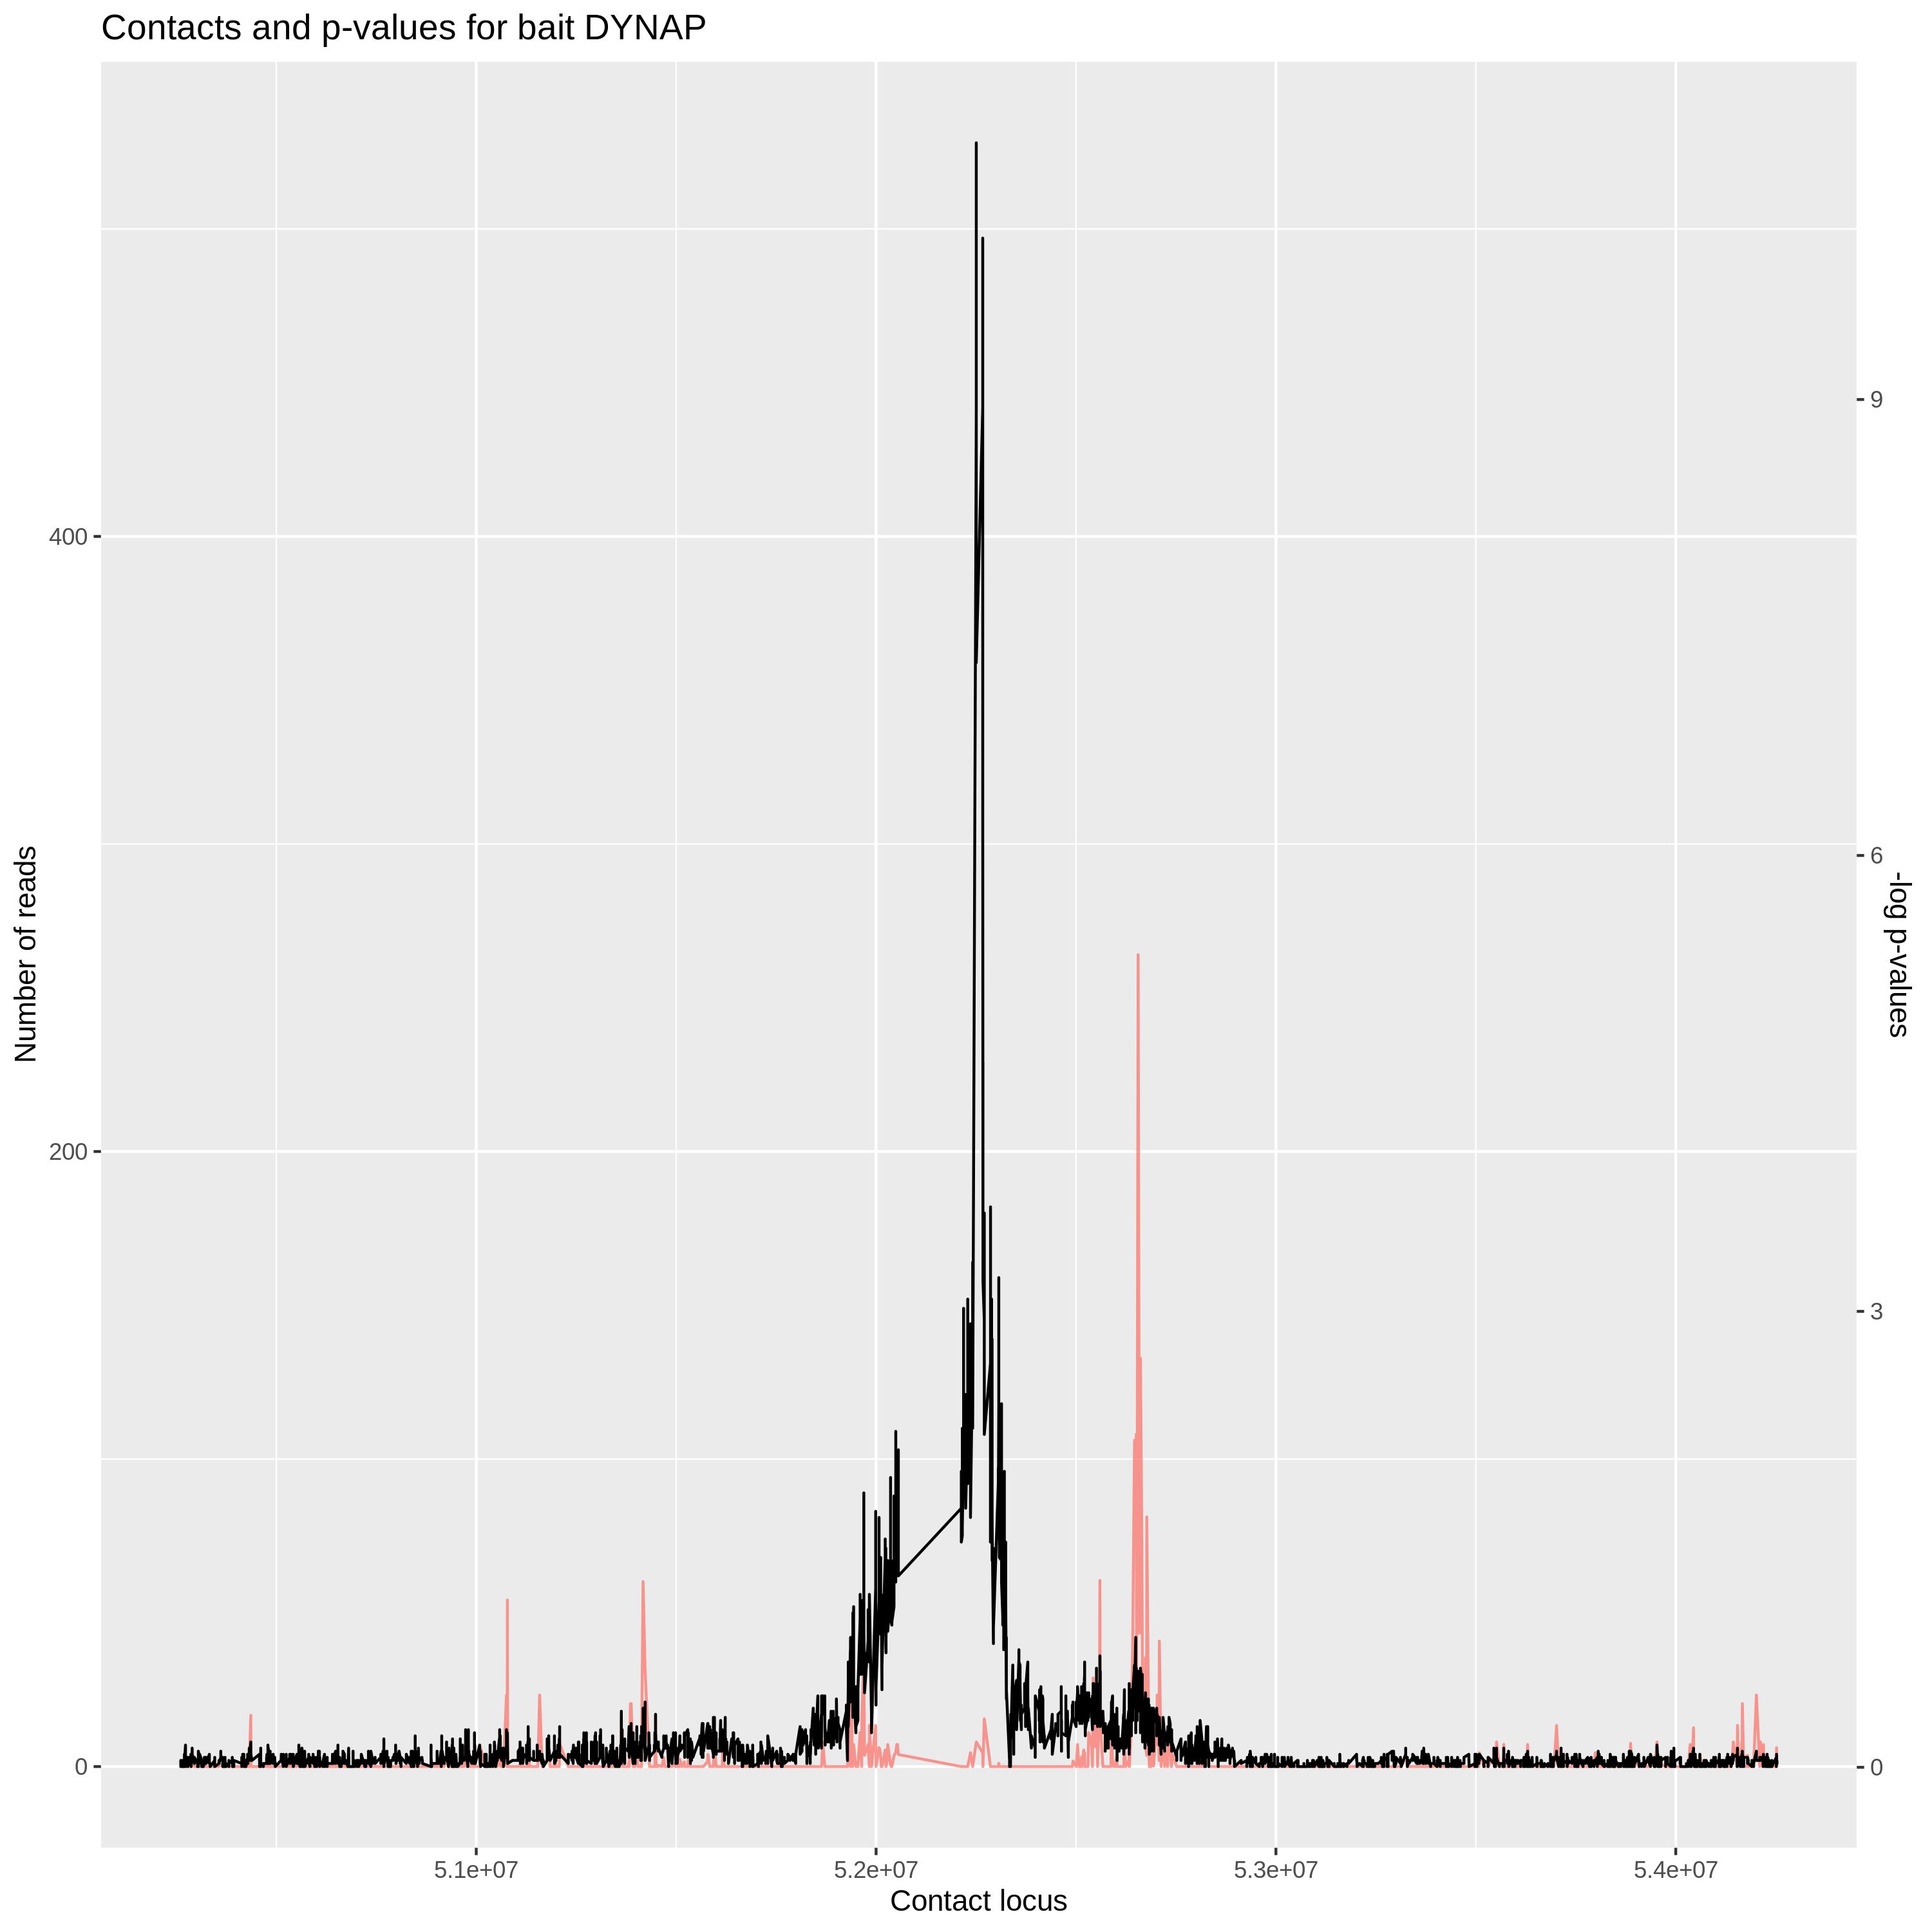 Contacts and p-values for bait DYNAP
400
200
0
Number of reads
9
6
3
0
-log p-values
5.1e+07
5.2e+07
5.3e+07
5.4e+07
Contact locus